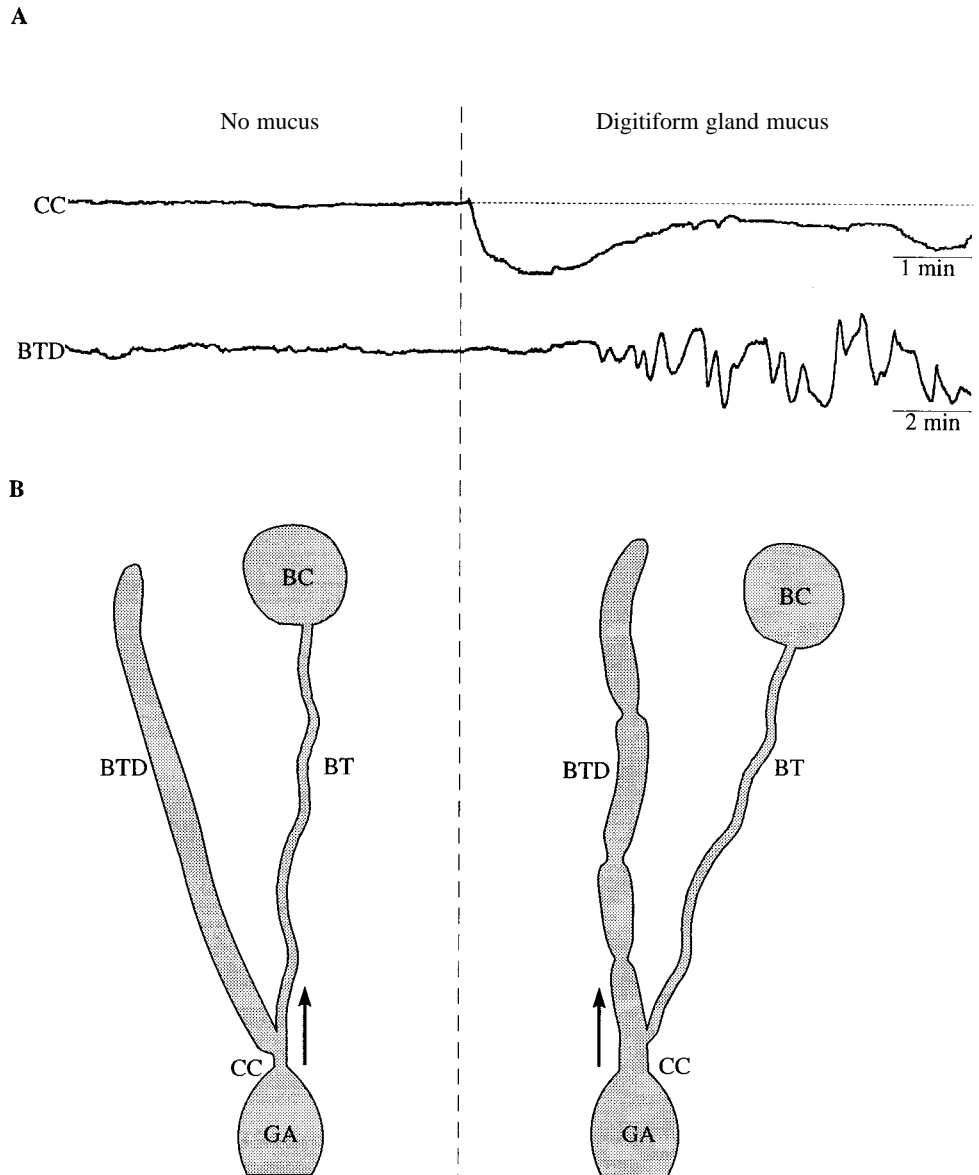 A
No mucus
Digitiform gland mucus
CC
1 min
BTD
2 min
B
BC
BC
BTD
BT
BTD
BT
CC
CC
GA
GA